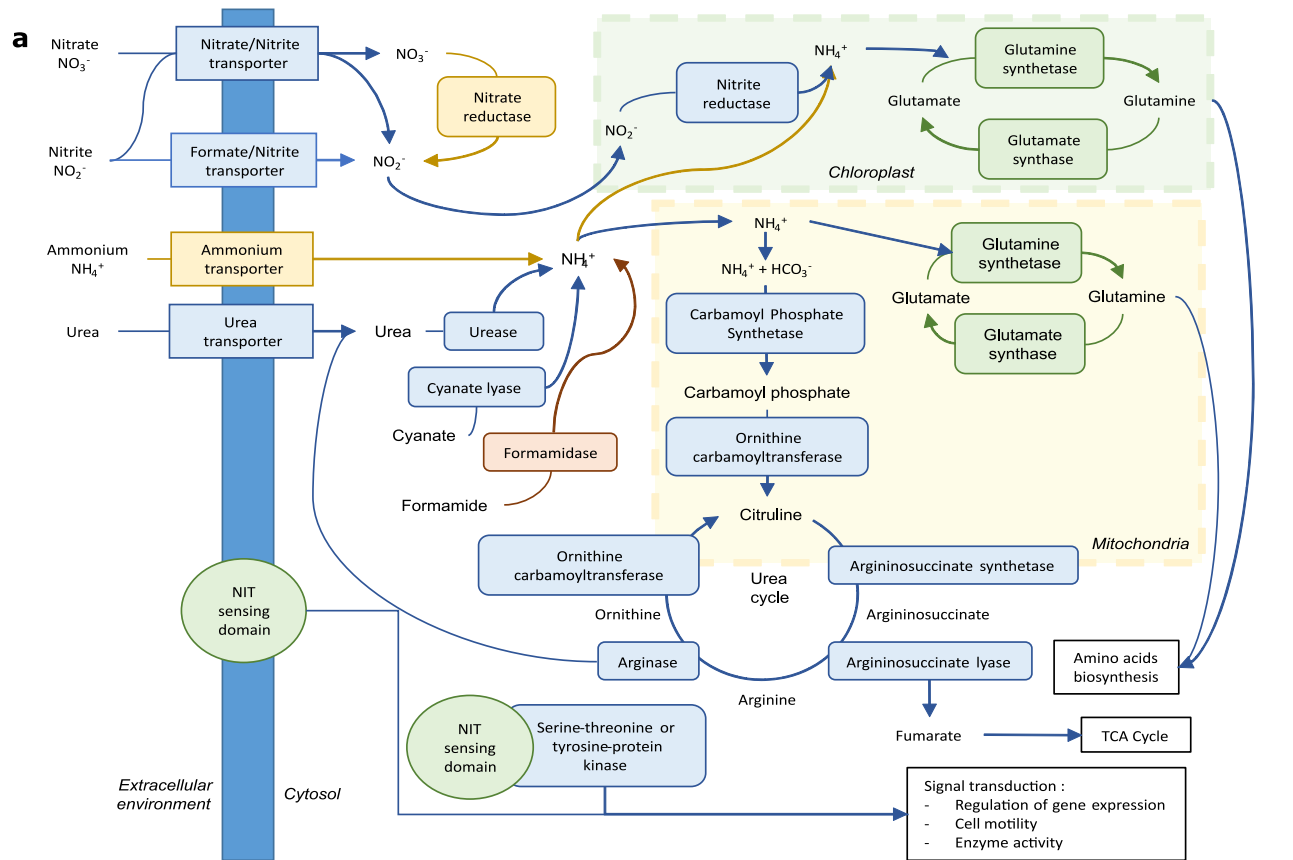 a
Nitrate
NO₃⁻
Nitrate/Nitrite
transporter
NO₃⁻
Nitrate
reductase
Nitrite
NO₂⁻
Formate/Nitrite
transporter
NO₂⁻
NO₂⁻
Nitrite
reductase
NH₄⁺
Glutamine
synthetase
Glutamate
Glutamine
Glutamate
synthase
Chloroplast
Ammonium
NH₄⁺
Ammonium
transporter
NH₄⁺
Urea
Urea
transporter
Urea
Urease
Cyanate lyase
Cyanate
Formamidase
Formamide
NH₄⁺
NH₄⁺ + HCO₃⁻
Carbamoyl Phosphate
Synthetase
Carbamoyl phosphate
Ornithine
carbamoyltransferase
Citruline
Glutamine
synthetase
Glutamate
Glutamine
Glutamate
synthase
Mitochondria
Ornithine
carbamoyltransferase
Urea
cycle
Argininosuccinate synthetase
Ornithine
Argininosuccinate
Arginase
Argininosuccinate lyase
Arginine
Amino acids
biosynthesis
Fumarate
TCA Cycle
NIT
sensing
domain
NIT
sensing
domain
Serine-threonine or
tyrosine-protein
kinase
Extracellular
environment
Cytosol
Signal transduction :
- Regulation of gene expression
- Cell motility
- Enzyme activity